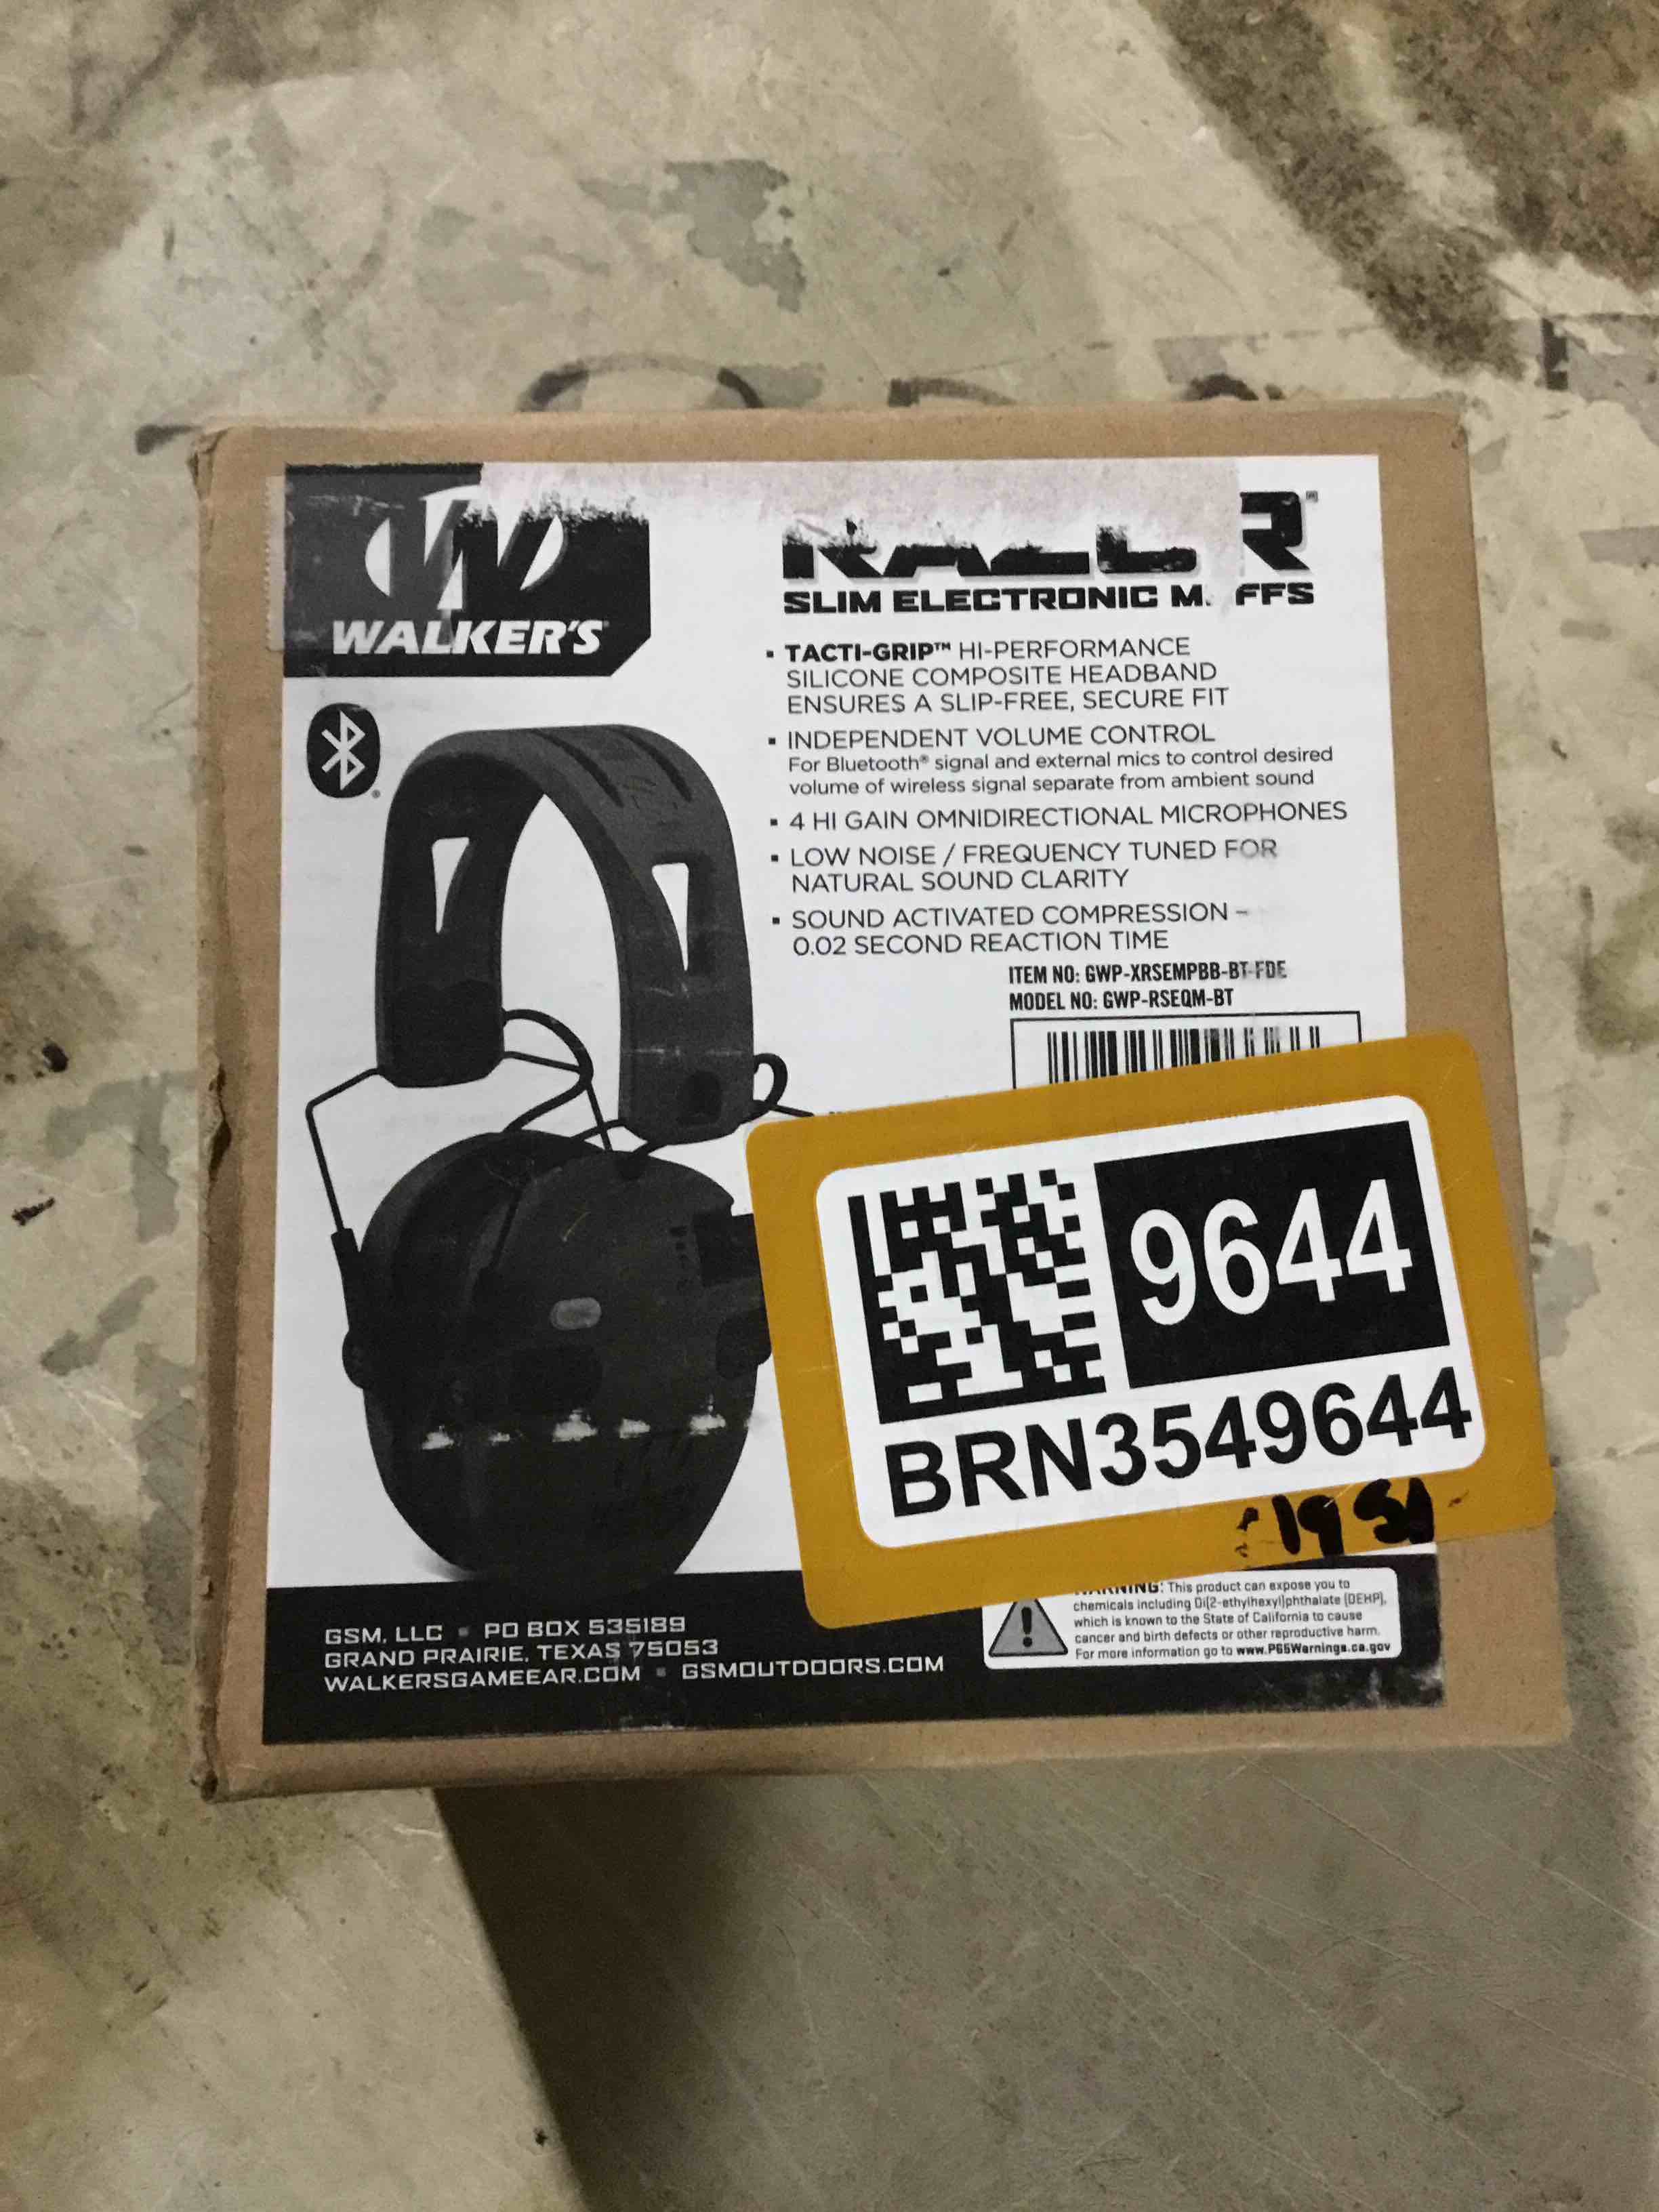 WALKER'S
RAZOR®
SLIM ELECTRONIC M FFS
▪ TACTI-GRIP™ HI-PERFORMANCE
SILICONE COMPOSITE HEADBAND
ENSURES A SLIP-FREE, SECURE FIT
▪ INDEPENDENT VOLUME CONTROL
For Bluetooth® signal and external mics to control desired
volume of wireless signal separate from ambient sound
▪ 4 HI GAIN OMNIDIRECTIONAL MICROPHONES
▪ LOW NOISE / FREQUENCY TUNED FOR
NATURAL SOUND CLARITY
▪ SOUND ACTIVATED COMPRESSION –
0.02 SECOND REACTION TIME
ITEM NO: GWP-XRSEMPBB-BT-FDE
MODEL NO: GWP-RSEQM-BT
9644
BRN3549644
WARNING: This product can expose you to
chemicals including Di(2-ethylhexyl)phthalate (DEHP),
which is known to the State of California to cause
cancer and birth defects or other reproductive harm.
For more information go to www.P65Warnings.ca.gov
GSM, LLC ▪ PO BOX 535189
GRAND PRAIRIE, TEXAS 75053
WALKERSGAMEEAR.COM ▪ GSMOUTDOORS.COM